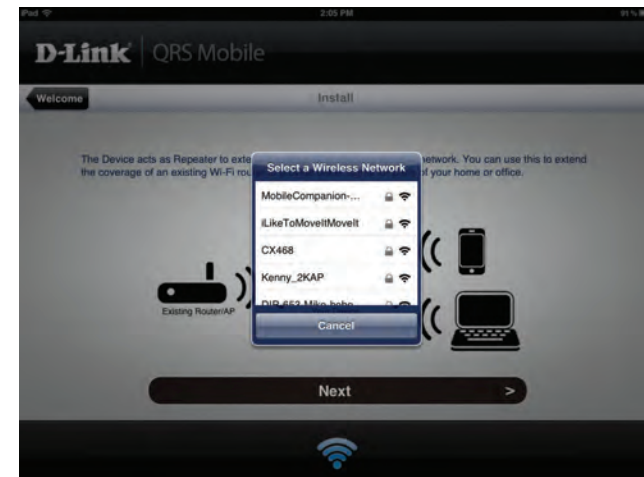 iPad 2:05 PM 91%
D-Link QRS Mobile
Welcome Install
The Device acts as Repeater to exte network. You can use this to extend
the coverage of an existing Wi-Fi rou of your home or office.
Select a Wireless Network
MobileCompanion-...
iLikeToMoveItMoveIt
CX468
Kenny_2KAP
Existing Router/AP
Cancel
Next >